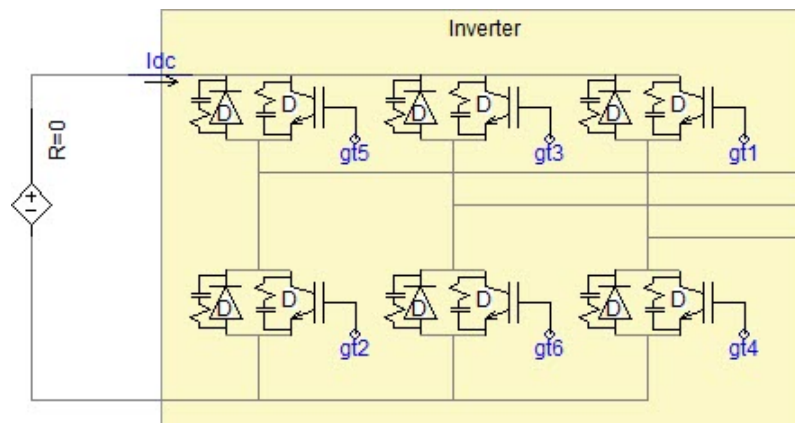 Inverter
Idc
R=0
D D D D D D
gt5 gt3 gt1
D D D D D D
gt2 gt6 gt4